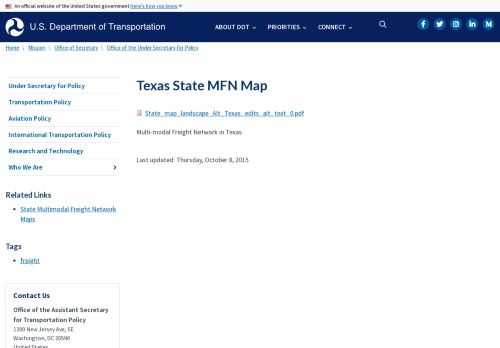 An official website of the United States government Here's how you know
U.S. Department of Transportation
ABOUT DOT
PRIORITIES
CONNECT
Home \ Mission \ Office of Secretary \ Office of the Under Secretary for Policy
Under Secretary for Policy
Transportation Policy
Aviation Policy
International Transportation Policy
Research and Technology
Who We Are
Related Links
State Multimodal Freight Network
Maps
Tags
freight
Contact Us
Office of the Assistant Secretary
for Transportation Policy
1200 New Jersey Ave, SE
Washington, DC 20590
United States
Texas State MFN Map
State_map_landscape_Alt_Texas_edits_alt_text_0.pdf
Multi-modal Freight Network in Texas
Last updated: Thursday, October 8, 2015